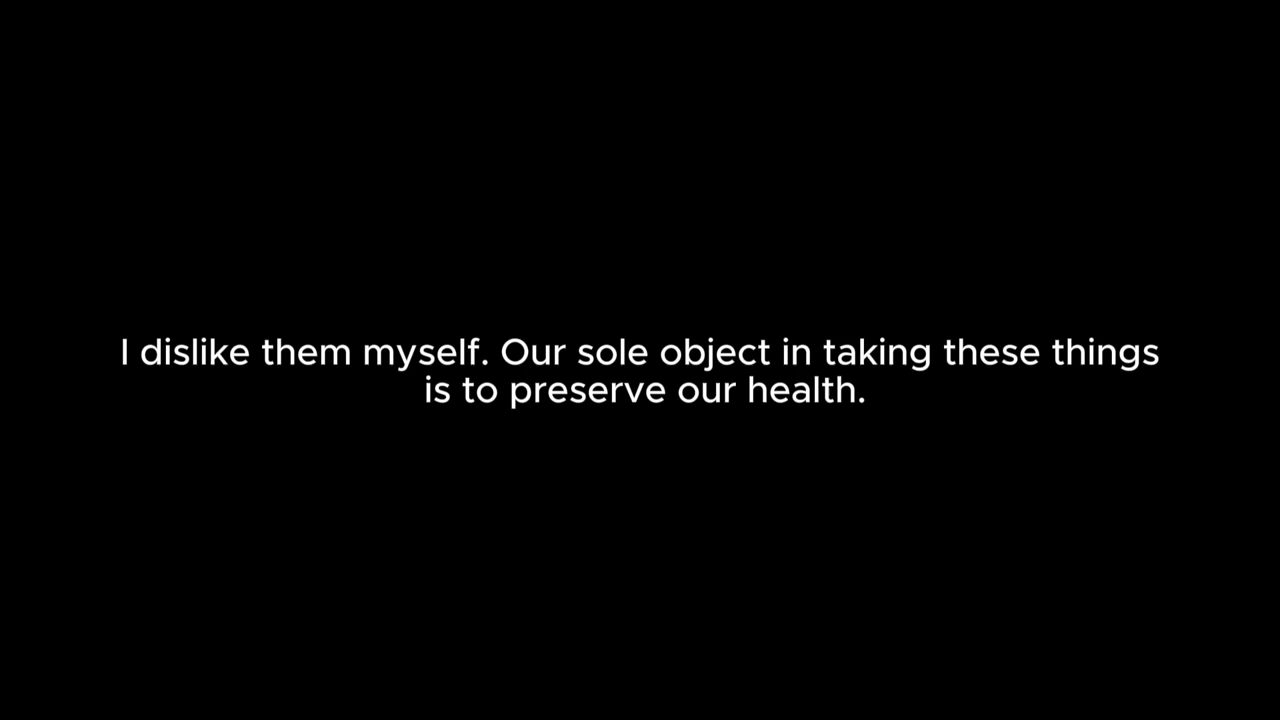 I dislike them myself. Our sole object in taking these things
is to preserve our health.